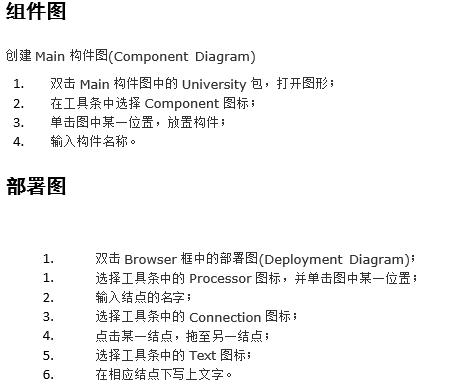 组件图
创建 Main 构件图(Component Diagram)
1. 双击 Main 构件图中的 University 包，打开图形；
2. 在工具条中选择 Component 图标；
3. 单击图中某一位置，放置构件；
4. 输入构件名称。
部署图
1. 双击 Browser 框中的部署图(Deployment Diagram)；
1. 选择工具条中的 Processor 图标，并单击图中某一位置；
2. 输入结点的名字；
3. 选择工具条中的 Connection 图标；
4. 点击某一结点，拖至另一结点；
5. 选择工具条中的 Text 图标；
6. 在相应结点下写上文字。